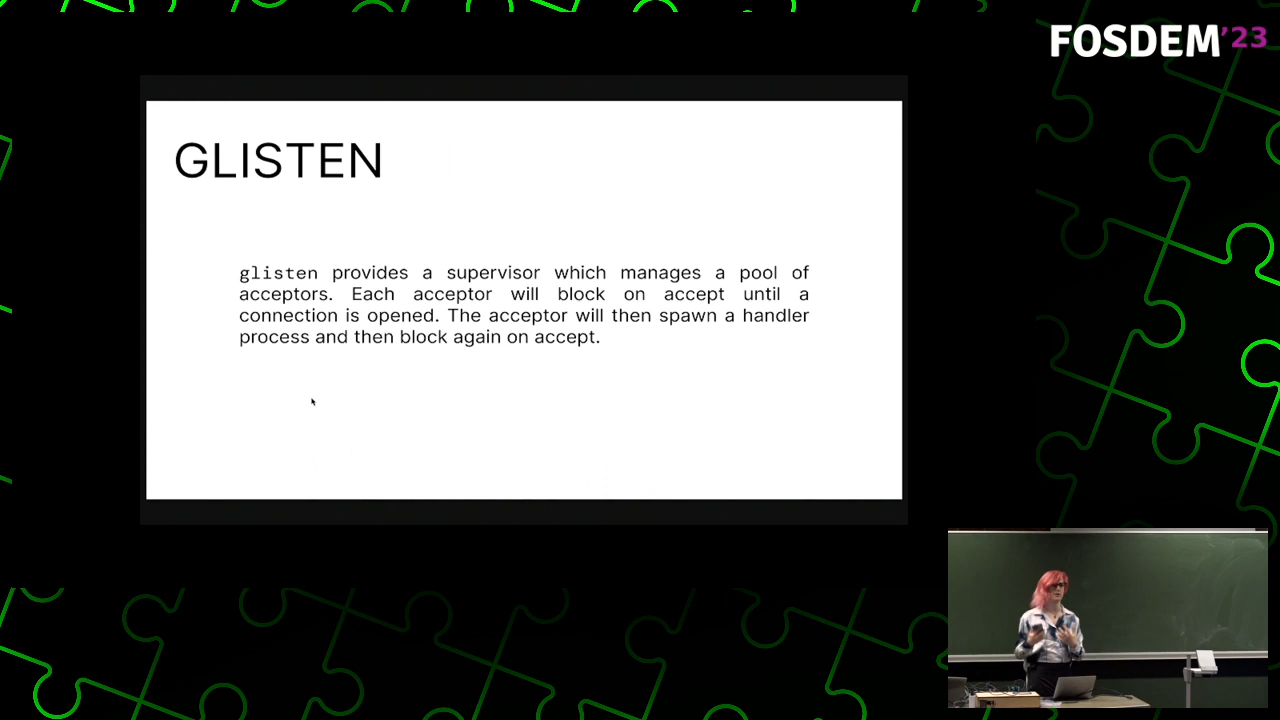 FOSDEM'23
GLISTEN
glisten provides a supervisor which manages a pool of
acceptors. Each acceptor will block on accept until a
connection is opened. The acceptor will then spawn a handler
process and then block again on accept.